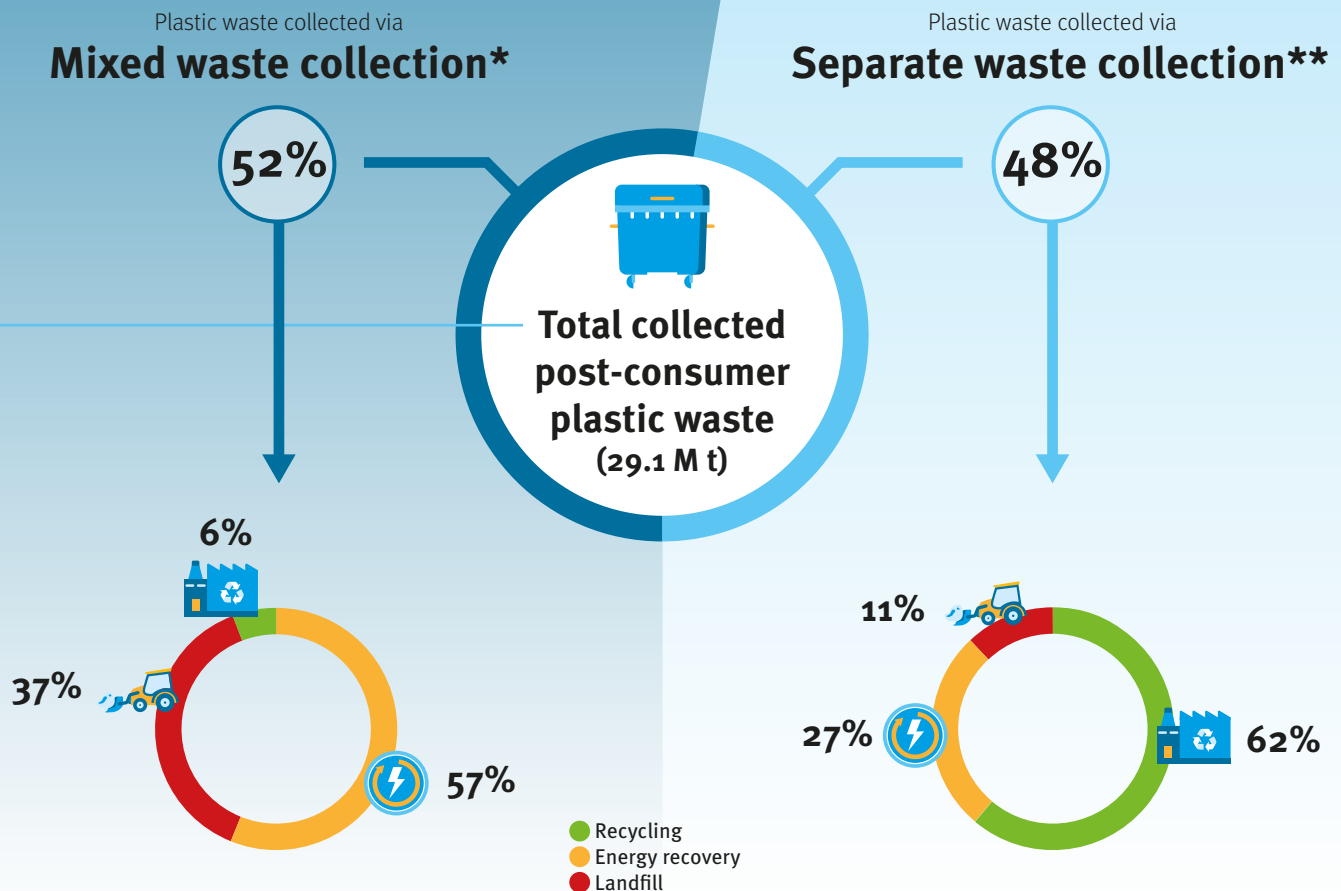 Plastic waste collected via
Mixed waste collection*
52%
Plastic waste collected via
Separate waste collection**
48%
Total collected
post-consumer
plastic waste
(29.1 M t)
6%
37%
57%
11%
27%
62%
Recycling
Energy recovery
Landfill